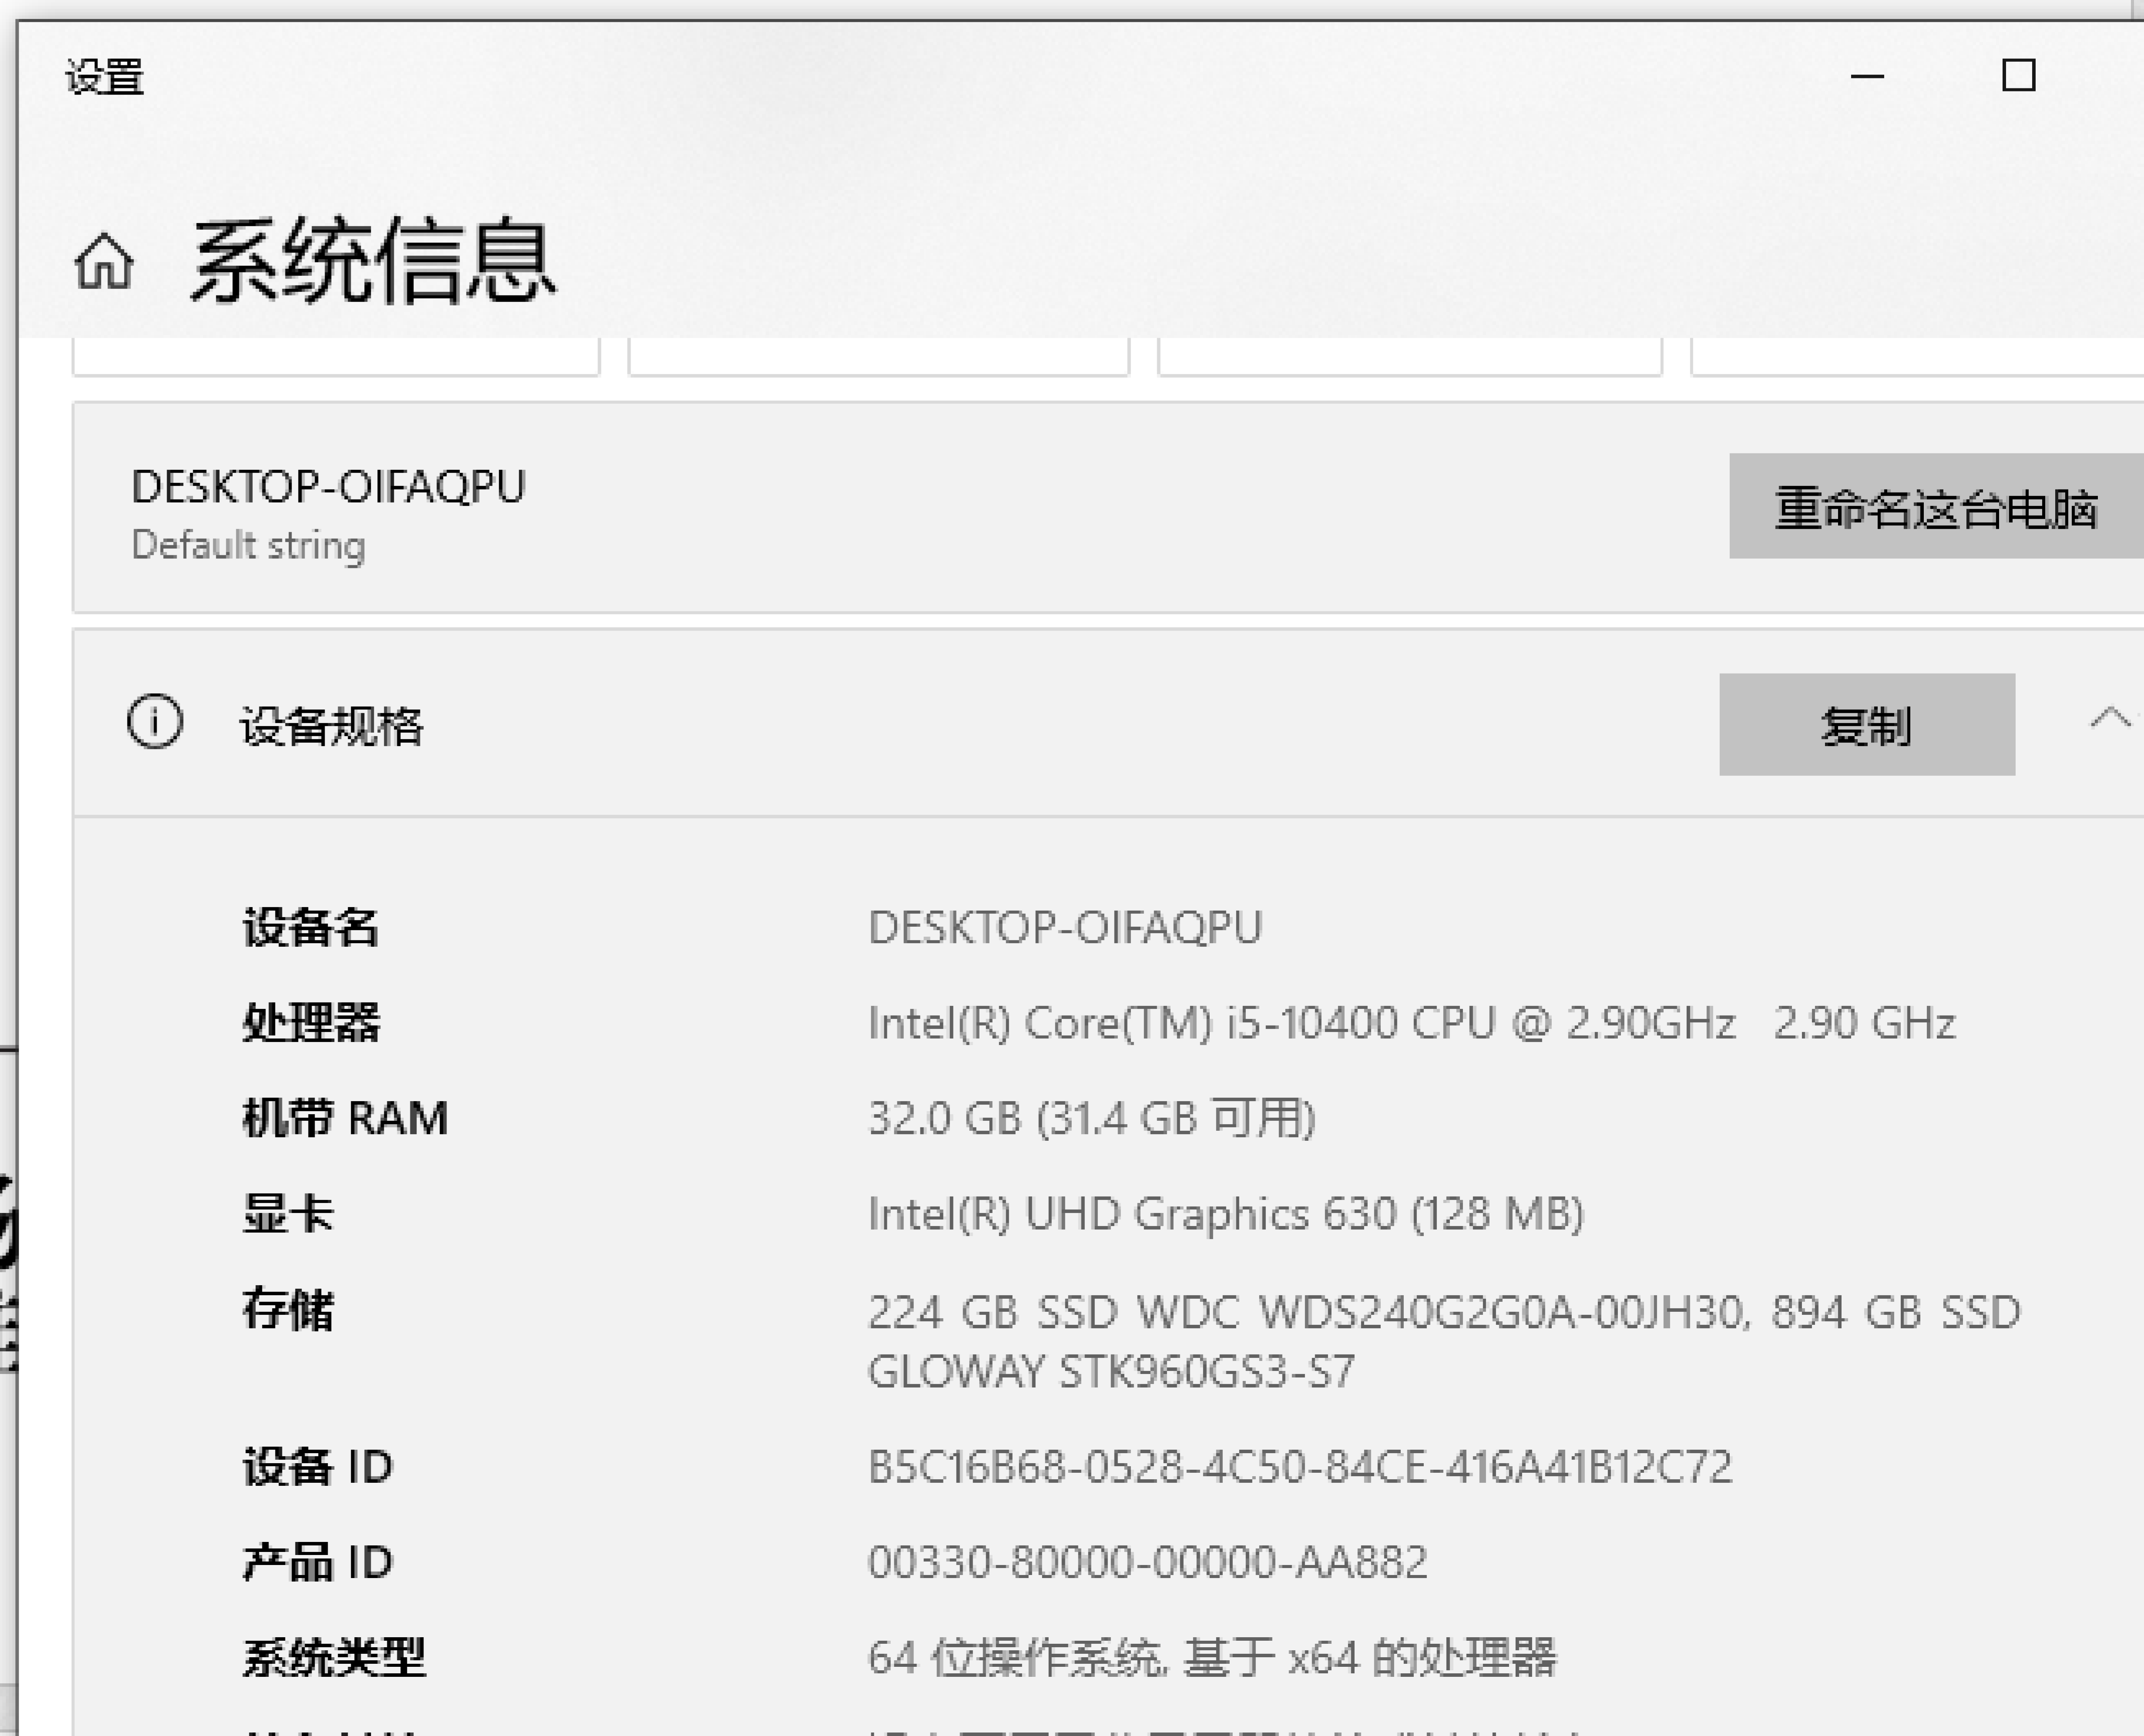 设置
系统信息
DESKTOP-OIFAQPU
重命名这台电脑
Default string
设备规格
复制
设备名 DESKTOP-OIFAQPU
处理器 Intel(R) Core(TM) i5-10400 CPU @ 2.90GHz 2.90 GHz
机带 RAM 32.0 GB (31.4 GB 可用)
显卡 Intel(R) UHD Graphics 630 (128 MB)
存储 224 GB SSD WDC WDS240G2G0A-00JH30, 894 GB SSD
GLOWAY STK960GS3-S7
设备 ID B5C16B68-0528-4C50-84CE-416A41B12C72
产品 ID 00330-80000-00000-AA882
系统类型 64 位操作系统, 基于 x64 的处理器